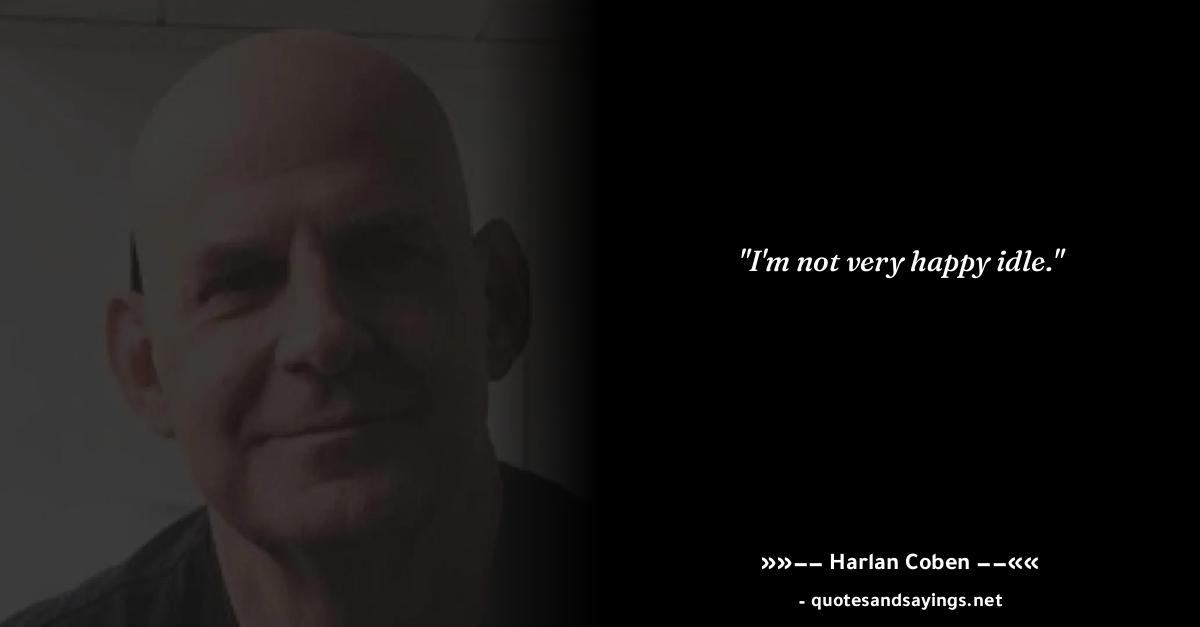 "I'm not very happy idle."
»»–– Harlan Coben ––««
- quotesandsayings.net